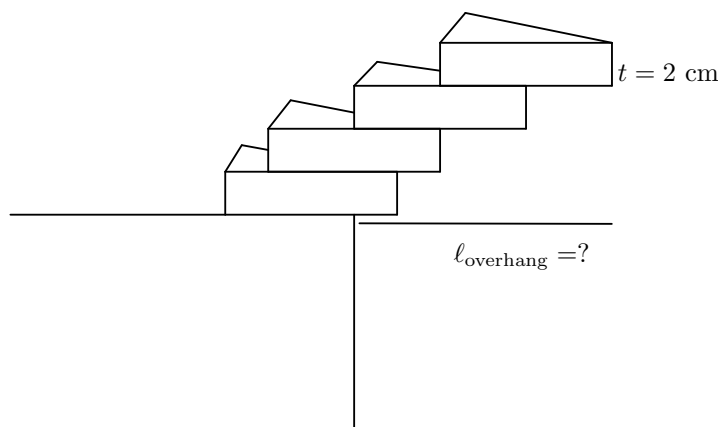 t = 2 cm
ℓ_overhang =?